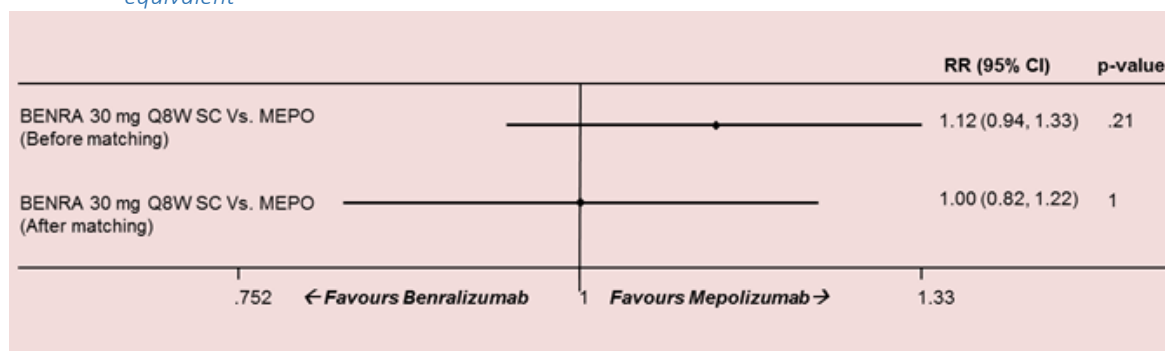 equivalent
RR (95% CI) p-value
BENRA 30 mg Q8W SC Vs. MEPO
(Before matching)
1.12 (0.94, 1.33) .21
BENRA 30 mg Q8W SC Vs. MEPO
(After matching)
1.00 (0.82, 1.22) 1
.752 ←Favours Benralizumab 1 Favours Mepolizumab→ 1.33